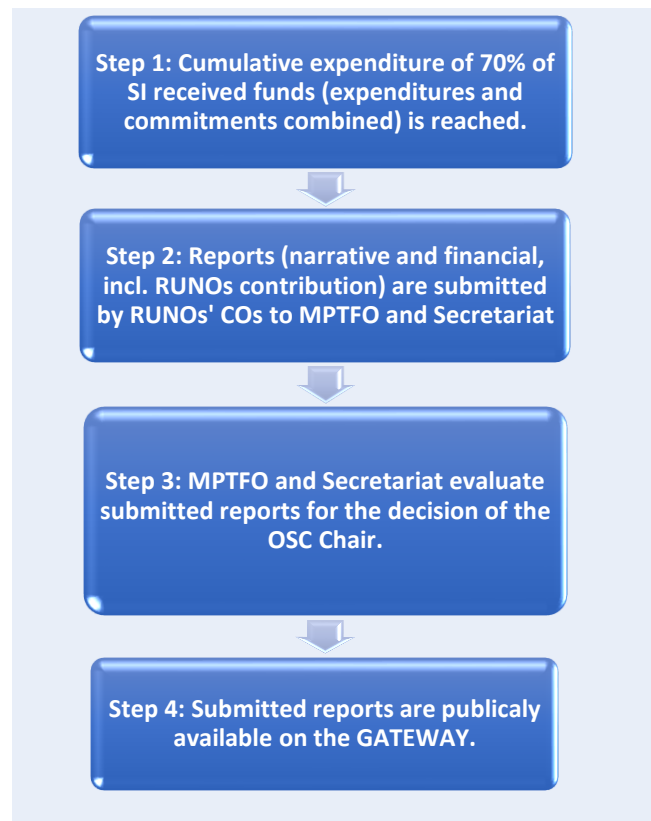 Step 1: Cumulative expenditure of 70% of
SI received funds (expenditures and
commitments combined) is reached.
Step 2: Reports (narrative and financial,
incl. RUNOs contribution) are submitted
by RUNOs' COs to MPTFO and Secretariat
Step 3: MPTFO and Secretariat evaluate
submitted reports for the decision of the
OSC Chair.
Step 4: Submitted reports are publicaly
available on the GATEWAY.